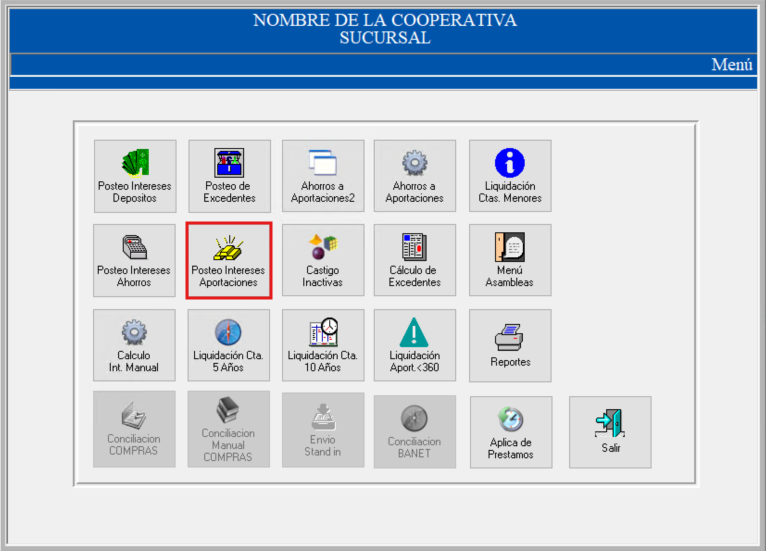 NOMBRE DE LA COOPERATIVA
SUCURSAL
Menú
Posteo Intereses
Depositos
Posteo de
Excedentes
Ahorros a
Aportaciones2
Ahorros a
Aportaciones
Liquidación
Ctas. Menores
Posteo Intereses
Ahorros
Posteo Intereses
Aportaciones
Castigo
Inactivas
Cálculo de
Excedentes
Menú
Asambleas
Calculo
Int. Manual
Liquidación Cta.
5 Años
Liquidación Cta.
10 Años
Liquidación
Aport.<360
Reportes
Conciliacion
COMPRAS
Conciliacion
Manual
COMPRAS
Envio
Stand in
Conciliacion
BANET
Aplica de
Prestamos
Salir